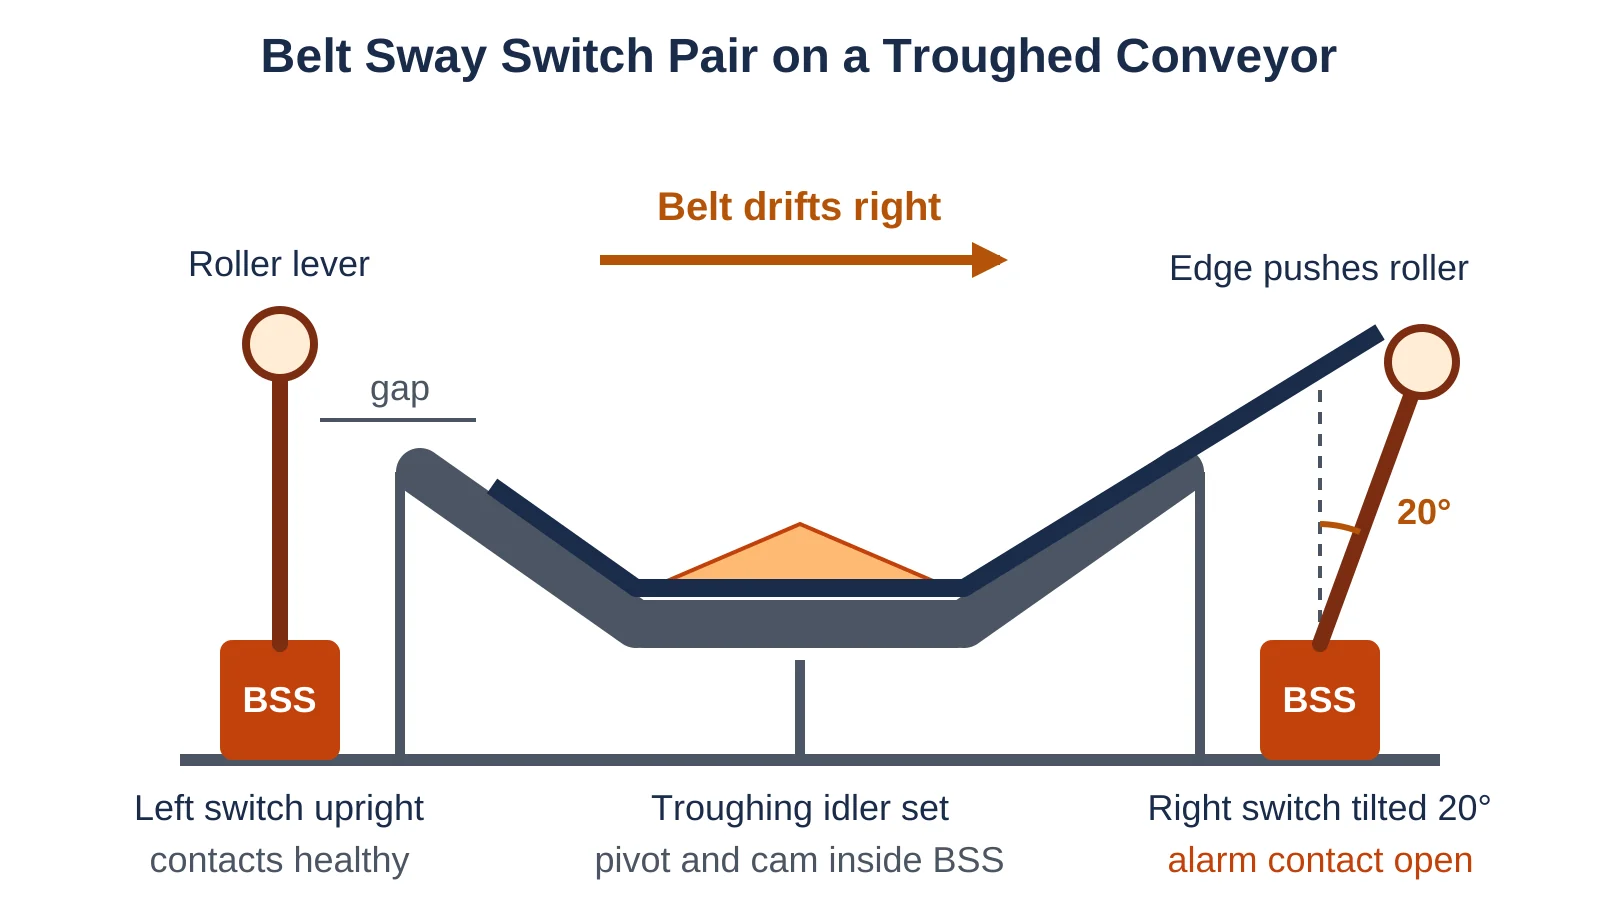 Belt Sway Switch Pair on a Troughed Conveyor
Belt drifts right
Roller lever
Edge pushes roller
gap
20°
BSS
BSS
Left switch upright
contacts healthy
Troughing idler set
pivot and cam inside BSS
Right switch tilted 20°
alarm contact open